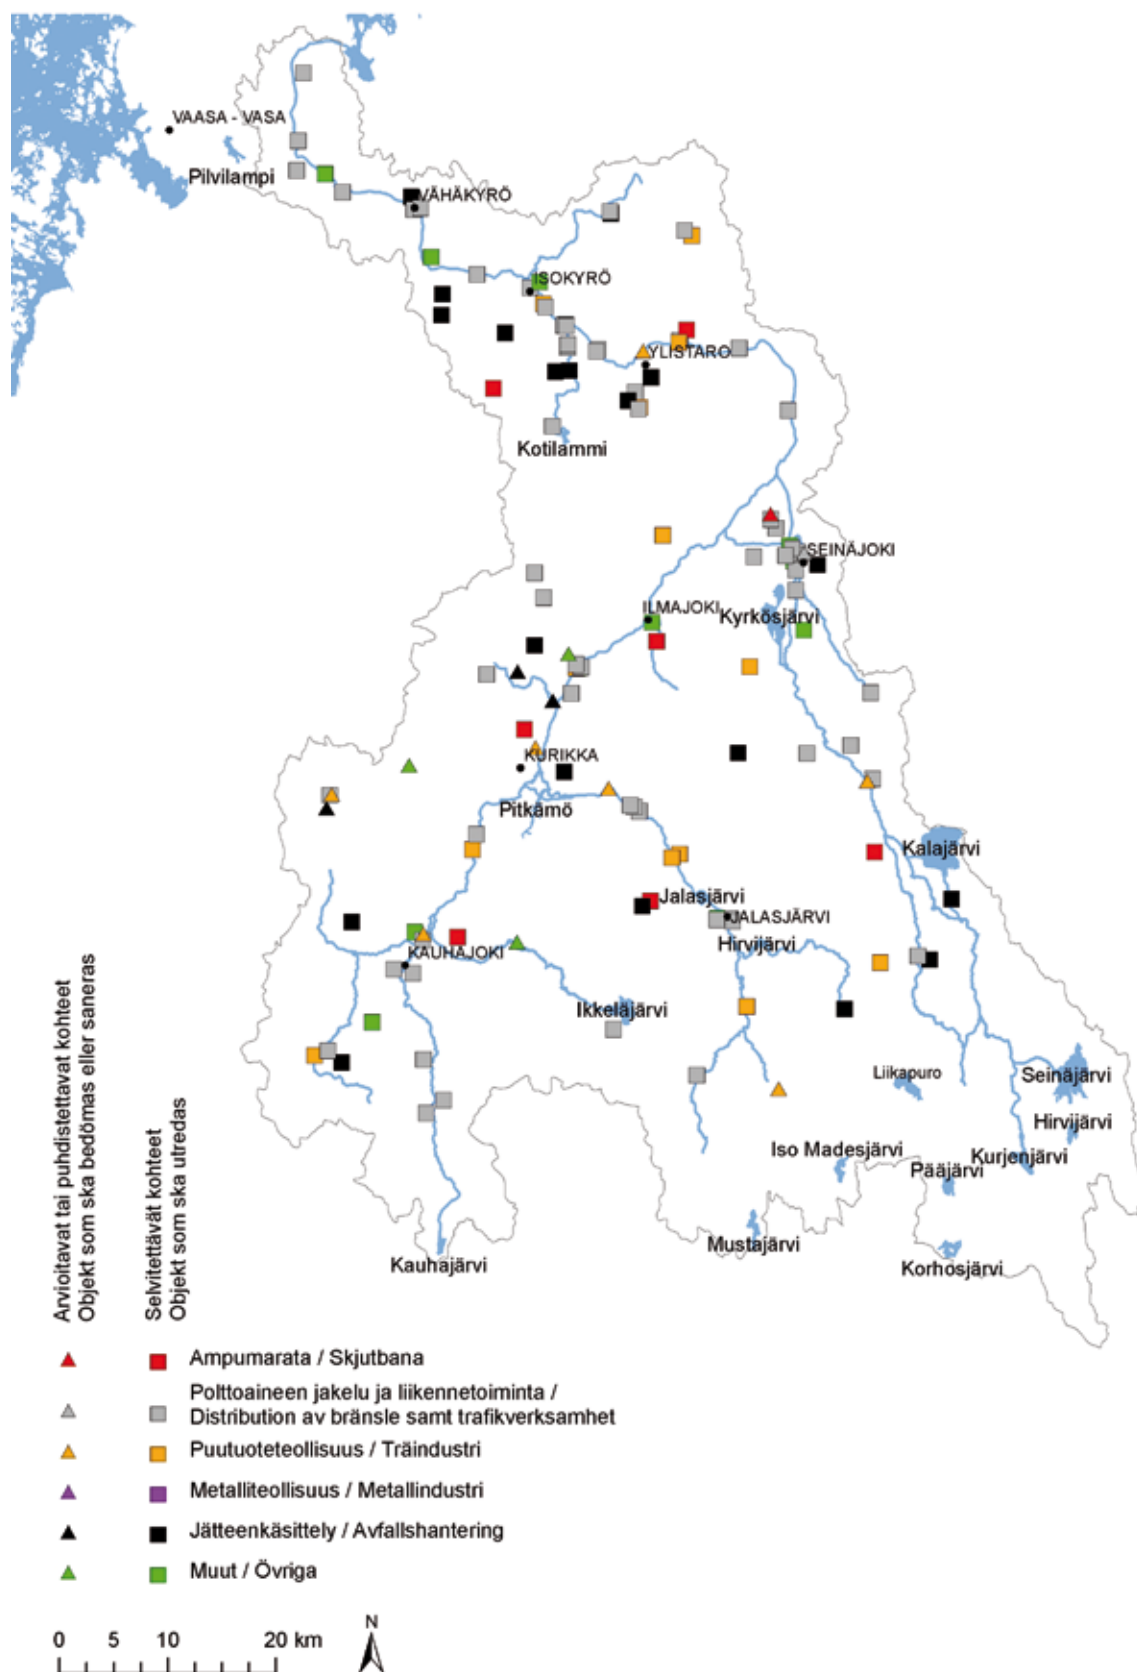 VAASA - VASA
Pilvilampi
VÄHÄKYRÖ
ISOKYRÖ
YLISTARO
Kotilammi
SEINÄJOKI
ILMAJOKI
Kyrkösjärvi
KURIKKA
Pitkämö
Kalajärvi
Jalasjärvi
JALASJÄRVI
Hirvijärvi
KAUHAJOKI
Ikkeläjärvi
Liikapuro
Seinäjärvi
Hirvijärvi
Iso Madesjärvi
Kurjenjärvi
Pääjärvi
Mustajärvi
Kauhajärvi
Korhosjärvi
Arvioitavat tai puhdistettavat kohteet
Objekt som ska bedömas eller saneras
Selvitettävät kohteet
Objekt som ska utredas
Ampumarata / Skjutbana
Polttoaineen jakelu ja liikennetoiminta /
Distribution av bränsle samt trafikverksamhet
Puutuoteteollisuus / Träindustri
Metalliteollisuus / Metallindustri
Jätteenkäsittely / Avfallshantering
Muut / Övriga
0 5 10 20 km
N